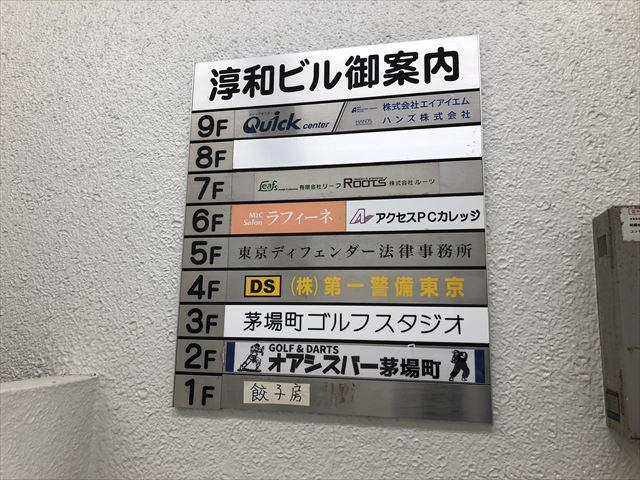 淳和ビル御案内
9F Quick center 株式会社エイアイエム
HANDS ハンズ株式会社
8F
7F Leafs 有限会社リーフ ROOTS 株式会社ルーツ
6F M2C Salon ラフィーネ アクセスPCカレッジ
5F 東京ディフェンダー法律事務所
4F DS (株)第一警備東京
3F 茅場町ゴルフスタジオ
2F GOLF & DARTS オアシスバー茅場町
1F 餃子房